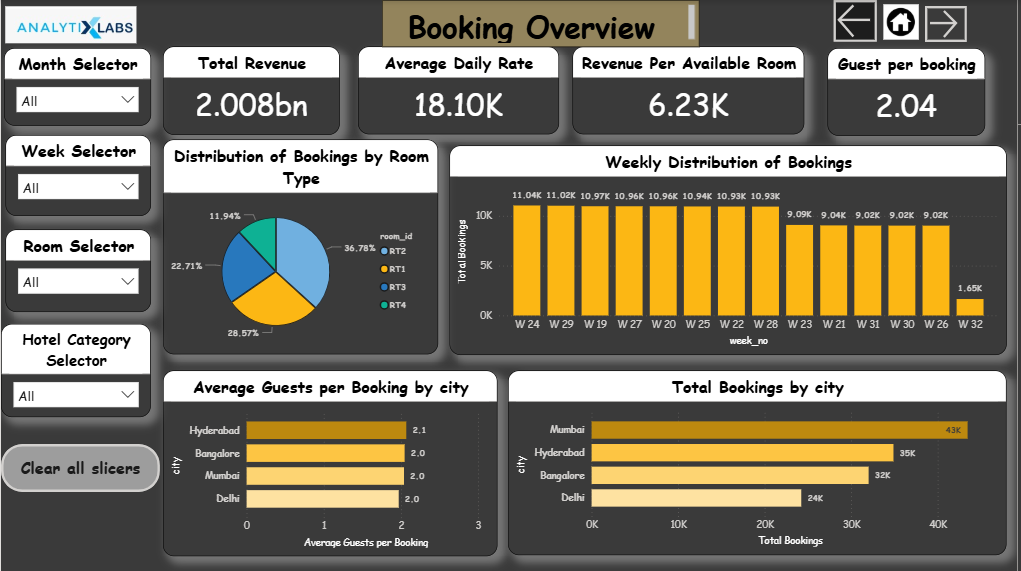 ANALYTIXLABS
Booking Overview
Month Selector
All
Total Revenue
2.008bn
Average Daily Rate
18.10K
Revenue Per Available Room
6.23K
Guest per booking
2.04
Week Selector
All
Room Selector
All
Hotel Category
Selector
All
Clear all slicers
Distribution of Bookings by Room
Type
11,94%
36,78%
22,71%
28,57%
room_id
RT2
RT1
RT3
RT4
Weekly Distribution of Bookings
Total Bookings
10K
5K
0K
11.04K 11.02K 10.97K 10.96K 10.96K 10.94K 10.93K 10.93K 9.09K 9.04K 9.02K 9.02K 9.02K 1.65K
W 24 W 29 W 19 W 27 W 20 W 25 W 22 W 28 W 23 W 21 W 31 W 30 W 26 W 32
week_no
Average Guests per Booking by city
city
Hyderabad 2,1
Bangalore 2,0
Mumbai 2,0
Delhi 2,0
0 1 2 3
Average Guests per Booking
Total Bookings by city
city
Mumbai 43K
Hyderabad 35K
Bangalore 32K
Delhi 24K
0K 10K 20K 30K 40K
Total Bookings